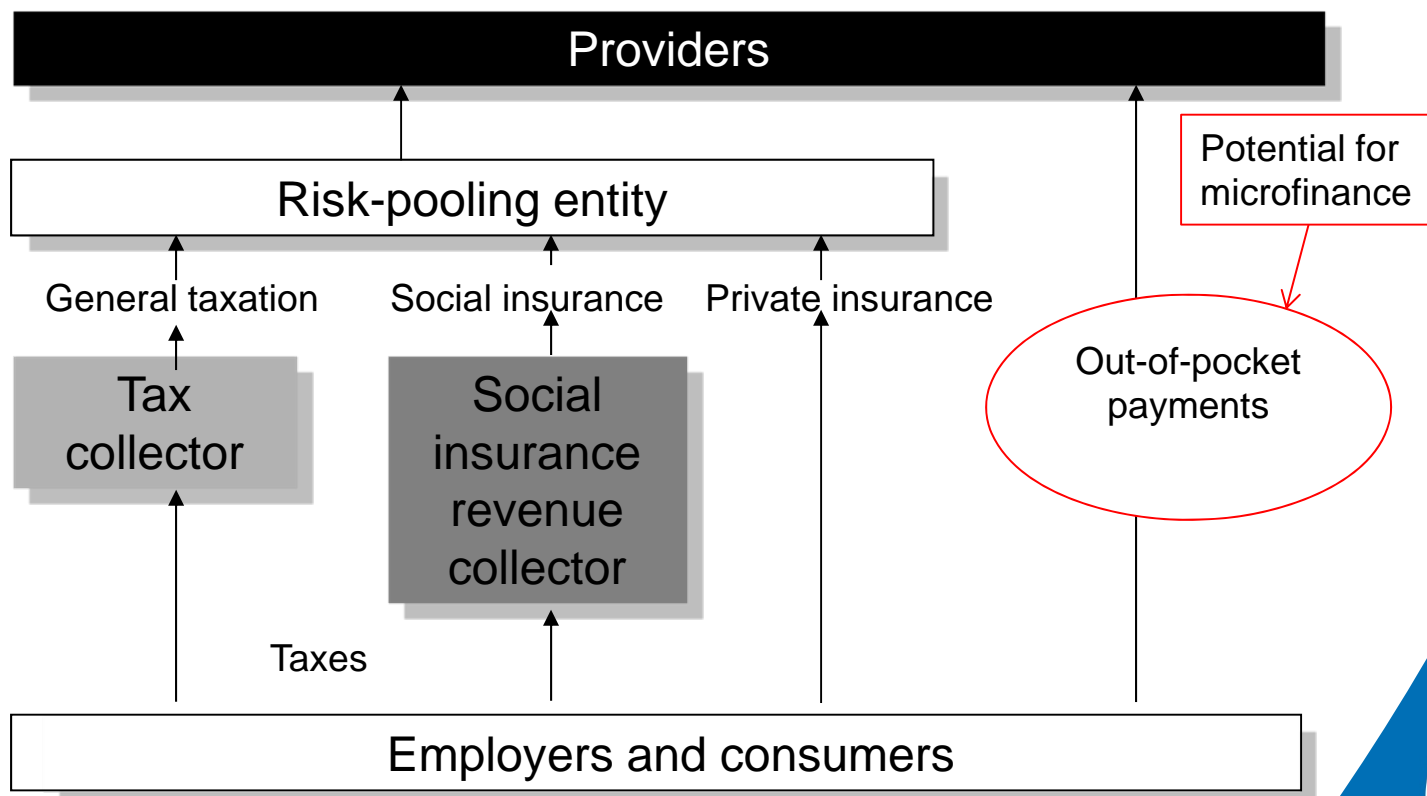 Providers
Potential for
microfinance
Risk-pooling entity
General taxation
Social insurance
Private insurance
Out-of-pocket
payments
Tax
collector
Social
insurance
revenue
collector
Taxes
Employers and consumers